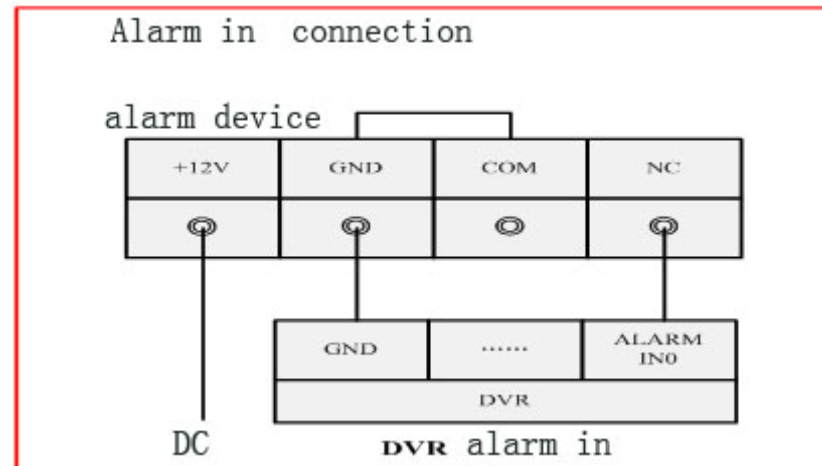 Alarm in connection
alarm device
+12V GND COM NC
GND ...... ALARM IN0
DVR
DC DVR alarm in